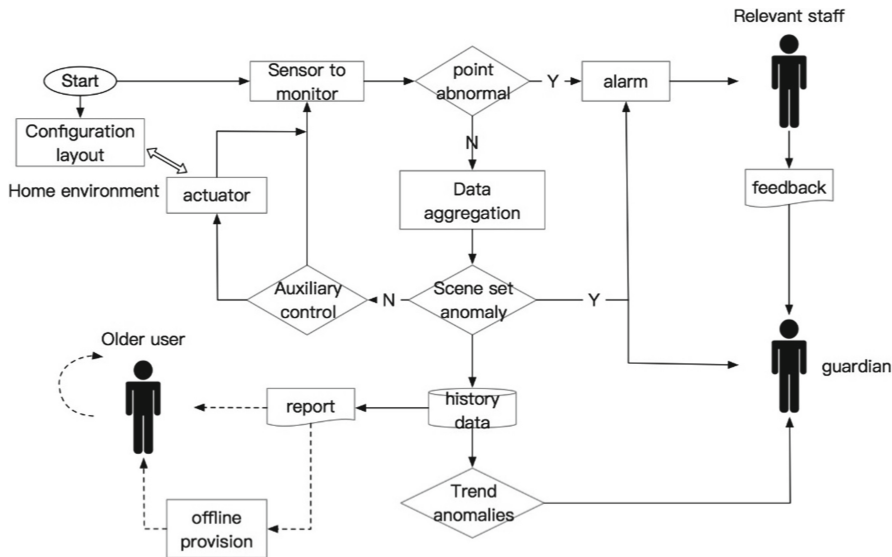 Relevant staff
Start
Sensor to
monitor
point
abnormal
Y
alarm
Configuration
layout
N
Home environment
actuator
Data
aggregation
feedback
Auxiliary
control
N
Scene set
anomaly
Y
Older user
guardian
report
history
data
Trend
anomalies
offline
provision